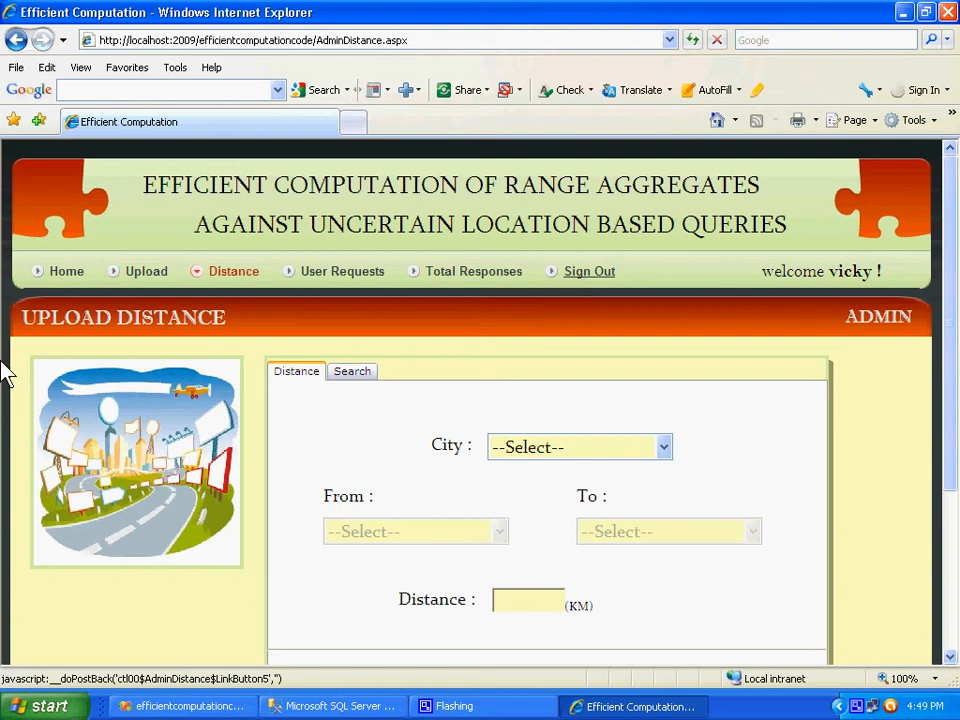 Efficient Computation - Windows Internet Explorer
http://localhost:2009/efficientcomputationcode/AdminDistance.aspx
Google
File Edit View Favorites Tools Help
Google Search Share Check Translate AutoFill Sign In
Efficient Computation
Page Tools
EFFICIENT COMPUTATION OF RANGE AGGREGATES
AGAINST UNCERTAIN LOCATION BASED QUERIES
Home Upload Distance User Requests Total Responses Sign Out welcome vicky !
UPLOAD DISTANCE ADMIN
Distance Search
City : --Select--
From : To :
--Select-- --Select--
Distance : (KM)
javascript:__doPostBack('ctl00$AdminDistance$LinkButton5','') Local intranet 100%
start efficientcomputationc... Microsoft SQL Server ... Flashing Efficient Computation... 4:49 PM